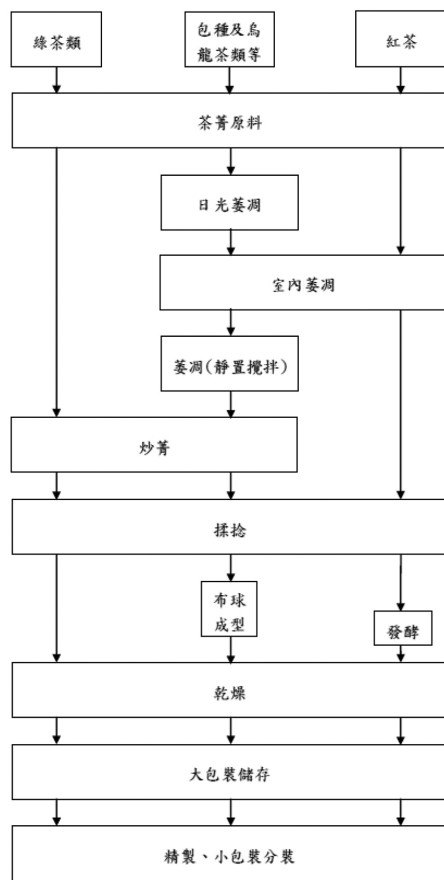 綠茶類
包種及烏
龍茶類等
紅茶
茶菁原料
日光萎凋
室內萎凋
萎凋(靜置攪拌)
炒菁
揉捻
布球
成型
發酵
乾燥
大包裝儲存
精製、小包裝分裝